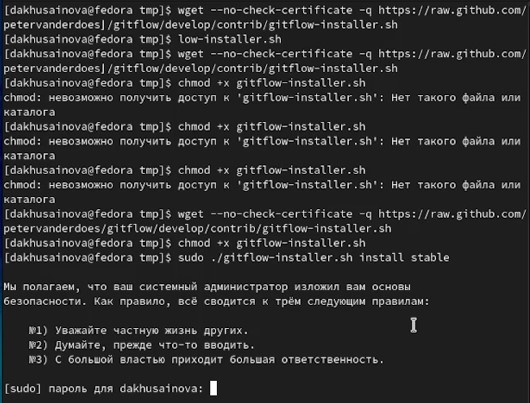 [dakhusainova@fedora tmp]$ wget --no-check-certificate -q https://raw.github.com/
petervanderdoes]/gitflow/develop/contrib/gitflow-installer.sh
[dakhusainova@fedora tmp]$ low-installer.sh
[dakhusainova@fedora tmp]$ wget --no-check-certificate -q https://raw.github.com/
petervanderdoes]/gitflow/develop/contrib/gitflow-installer.sh
[dakhusainova@fedora tmp]$ chmod +x gitflow-installer.sh
chmod: невозможно получить доступ к 'gitflow-installer.sh': Нет такого файла или
каталога
[dakhusainova@fedora tmp]$ chmod +x gitflow-installer.sh
chmod: невозможно получить доступ к 'gitflow-installer.sh': Нет такого файла или
каталога
[dakhusainova@fedora tmp]$ chmod +x gitflow-installer.sh
chmod: невозможно получить доступ к 'gitflow-installer.sh': Нет такого файла или
каталога
[dakhusainova@fedora tmp]$ wget --no-check-certificate -q https://raw.github.com/
petervanderdoes/gitflow/develop/contrib/gitflow-installer.sh
[dakhusainova@fedora tmp]$ chmod +x gitflow-installer.sh
[dakhusainova@fedora tmp]$ sudo ./gitflow-installer.sh install stable
Мы полагаем, что ваш системный администратор изложил вам основы
безопасности. Как правило, всё сводится к трём следующим правилам:
№1) Уважайте частную жизнь других.
№2) Думайте, прежде что-то вводить.
№3) С большой властью приходит большая ответственность.
[sudo] пароль для dakhusainova: